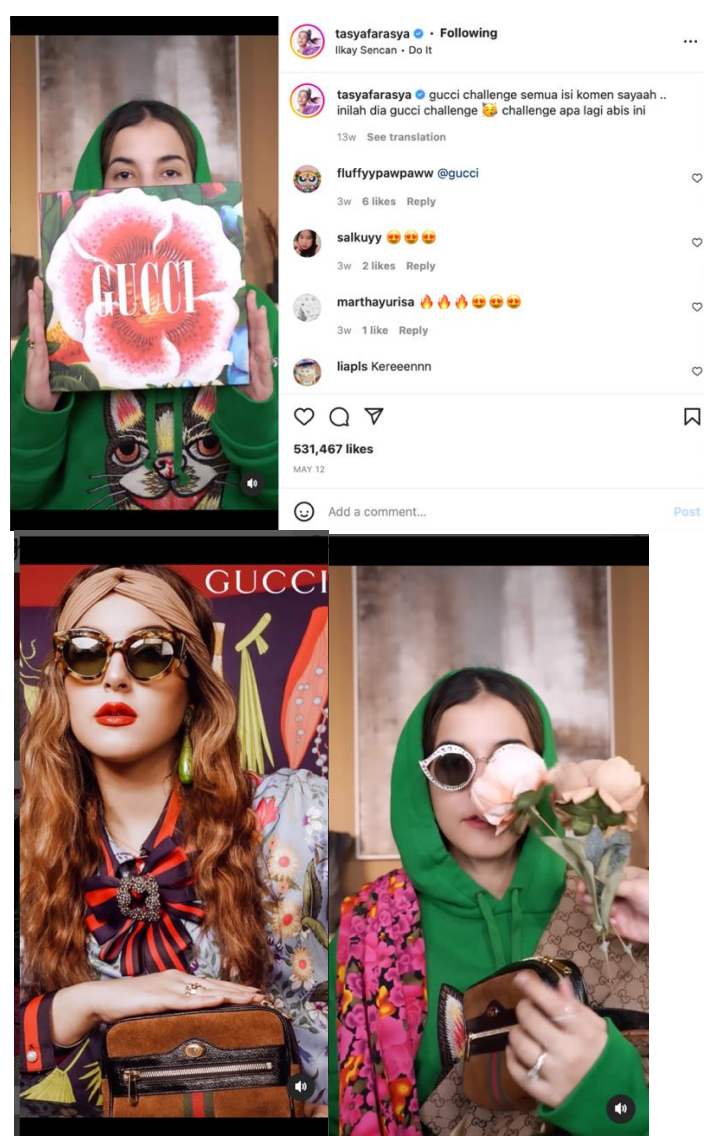 tasyafarasya • Following
Ilkay Sencan • Do It
tasyafarasya gucci challenge semua isi komen sayaah ..
inilah dia gucci challenge 🥳 challenge apa lagi abis ini
13w See translation
fluffyypawpaww @gucci
3w 6 likes Reply
salkuyy 😍😍😍
3w 2 likes Reply
marthayurisa 🔥🔥🔥😍😍😍
3w 1 like Reply
liapls Kereeennn
531,467 likes
MAY 12
Add a comment...
Post
GUCCI
GUCCI